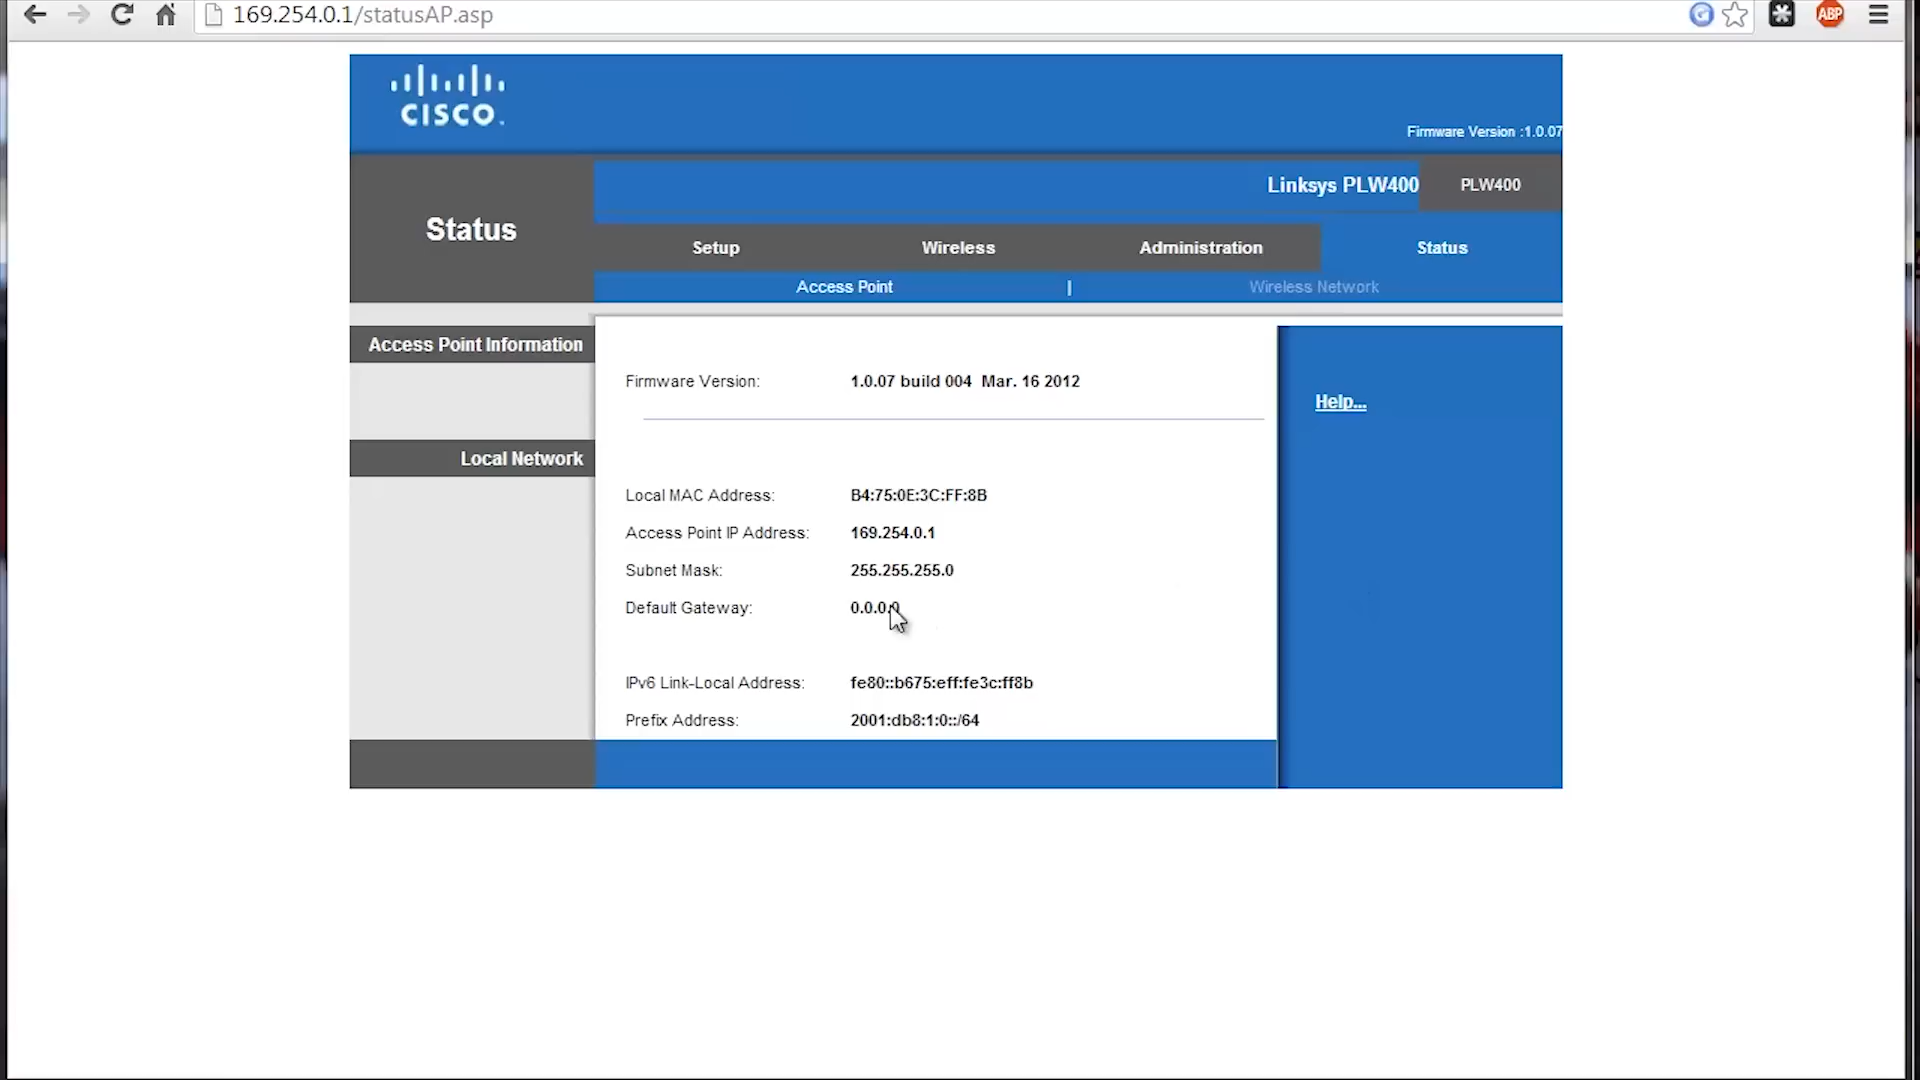 169.254.0.1/statusAP.asp
ABP
CISCO.
Firmware Version :1.0.07
Linksys PLW400
PLW400
Status
Setup
Wireless
Administration
Status
Access Point
|
Wireless Network
Access Point Information
Firmware Version:
1.0.07 build 004 Mar. 16 2012
Help...
Local Network
Local MAC Address:
B4:75:0E:3C:FF:8B
Access Point IP Address:
169.254.0.1
Subnet Mask:
255.255.255.0
Default Gateway:
0.0.0.0
IPv6 Link-Local Address:
fe80::b675:eff:fe3c:ff8b
Prefix Address:
2001:db8:1:0::/64